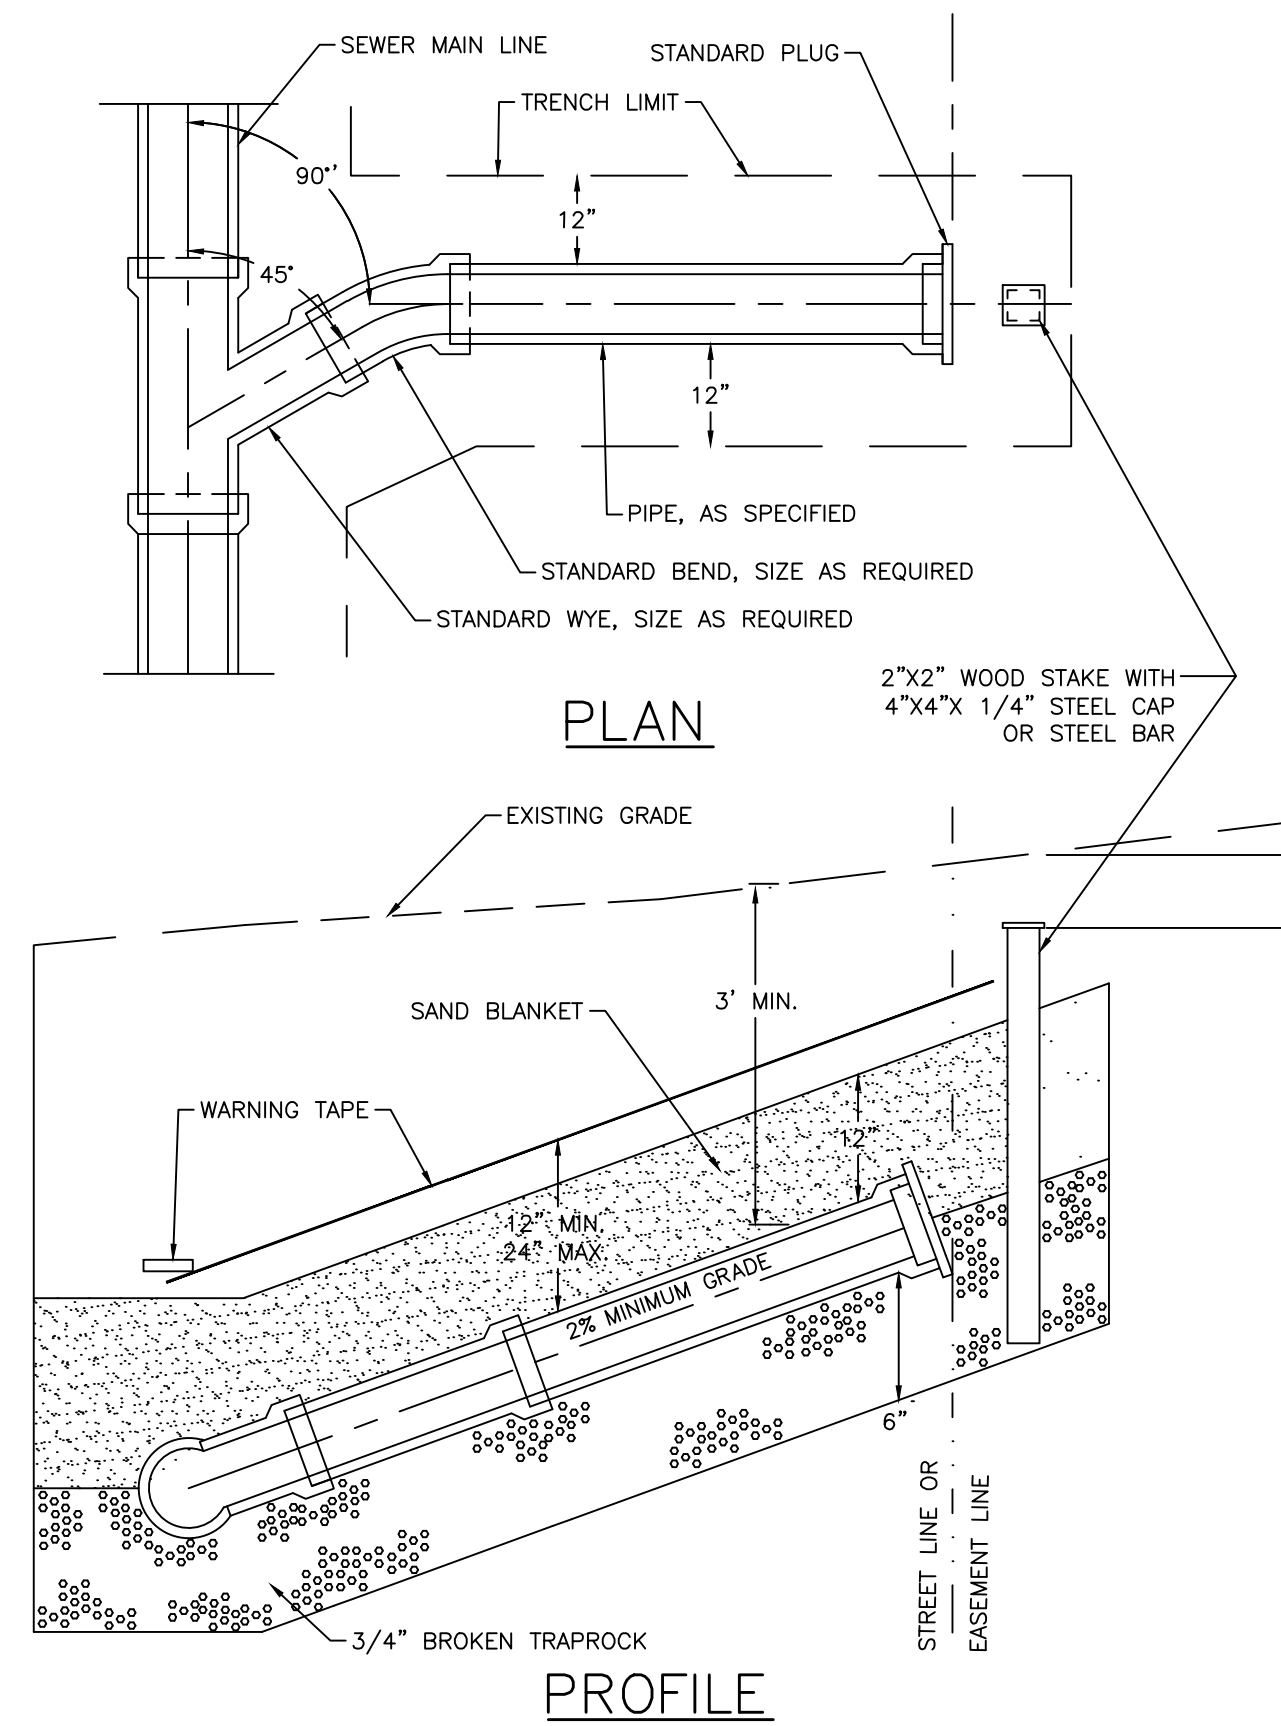 SEWER MAIN LINE
STANDARD PLUG
TRENCH LIMIT
90°'
12"
45°
12"
PIPE, AS SPECIFIED
STANDARD BEND, SIZE AS REQUIRED
STANDARD WYE, SIZE AS REQUIRED
2"X2" WOOD STAKE WITH
4"X4"X 1/4" STEEL CAP
OR STEEL BAR
PLAN
EXISTING GRADE
3' MIN.
SAND BLANKET
WARNING TAPE
12"
12" MIN.
24" MAX
2% MINIMUM GRADE
6"
STREET LINE OR
EASEMENT LINE
3/4" BROKEN TRAPROCK
PROFILE